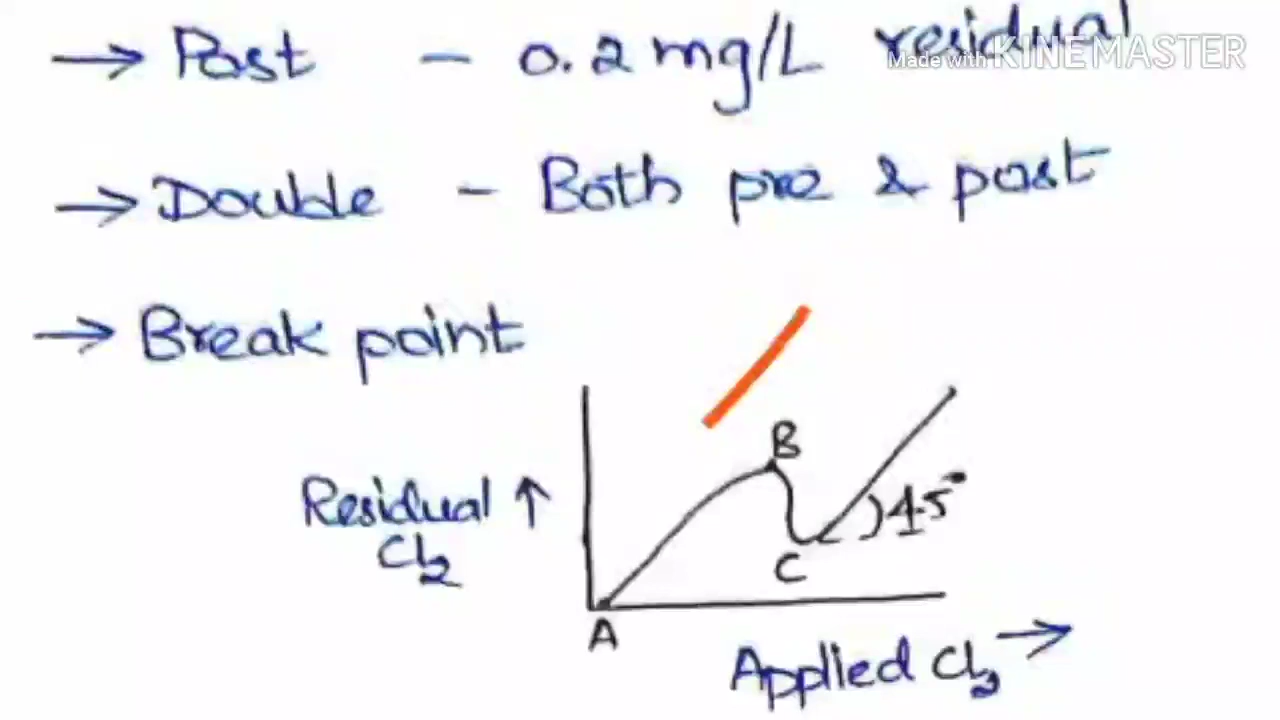 → Post - 0.2 mg/L residual
Made with KINEMASTER
→ Double - Both pre & post
→ Break point
B
Residual ↑
Cl2
45°
C
A
Applied Cl2 →